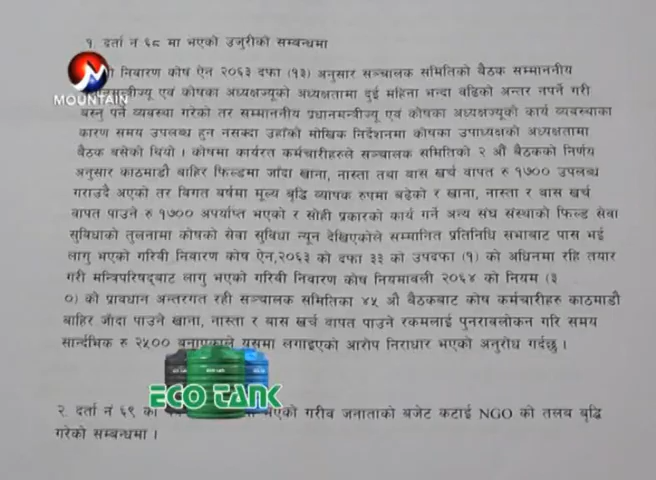 १. दर्ता न ६८ मा भएको उजुरीको सम्बन्धमा
निवारण कोष ऐन २०६३ दफा (१३) अनुसार सञ्चालक समितिको बैठक सम्माननीय
MOUNTAIN
प्रधानमन्त्रीज्यू एवं कोषका अध्यक्षज्यूको अध्यक्षतामा दुई महिना भन्दा वढिको अन्तर नपर्ने गरी
बस्नु पर्ने व्यवस्था गरेको तर सम्माननीय प्रधानमन्त्रीज्यू एवं कोषका अध्यक्षज्यूको कार्य व्यवस्थाका
कारण समय उपलब्ध हुन नसक्दा उहाँको मौखिक निर्देशनमा कोषका उपाध्यक्षको अध्यक्षतामा
बैठक बसेको थियो । कोषमा कार्यरत कर्मचारीहरुले सञ्चालक समितिको २ औं बैठकको निर्णय
अनुसार काठमाडौ बाहिर फिल्डमा जाँदा खाना, नास्ता तथा बास खर्च वापत रु १७०० उपलब्ध
गराउदै अएको तर विगत बर्षमा मूल्य बृद्धि व्यापक रुपमा बढेको र खाना, नास्ता र बास खर्च
वापत पाउने रु १७०० अपर्याप्त भएको र सोही प्रकारको कार्य गर्ने अन्य संघ संस्थाको फिल्ड सेवा
सुविधाको तुलनामा कोषको सेवा सुविधा न्यून देखिएकोले सम्मानित प्रतिनिधि सभाबाट पास भई
लागु भएको गरिवी निवारण कोष ऐन,२०६३ को दफा ३३ को उपदफा (१) को अधिनमा रहि तयार
गरी मन्त्रिपरिषद्बाट लागु भएको गरिवी निवारण कोष नियमावली २०६४ को नियम (३
०) को प्रावधान अन्तरगत रही सञ्चालक समितिका ४५ औ बैठकबाट कोष कर्मचारीहरु काठमाडौ
बाहिर जाँदा पाउने खाना, नास्ता र बास खर्च वापत पाउने रकमलाई पुनरावलोकन गरि समय
सार्न्दभिक रु २५०० बनाएकाले यसमा लगाइएको आरोप निराधार भएको अनुरोध गर्दछु ।
ECO TANK
२. दर्ता नं ६९ का भएको गरीव जनाताको बजेट कटाई NGO को तलब बृद्धि
गरेको सम्बन्धमा ।